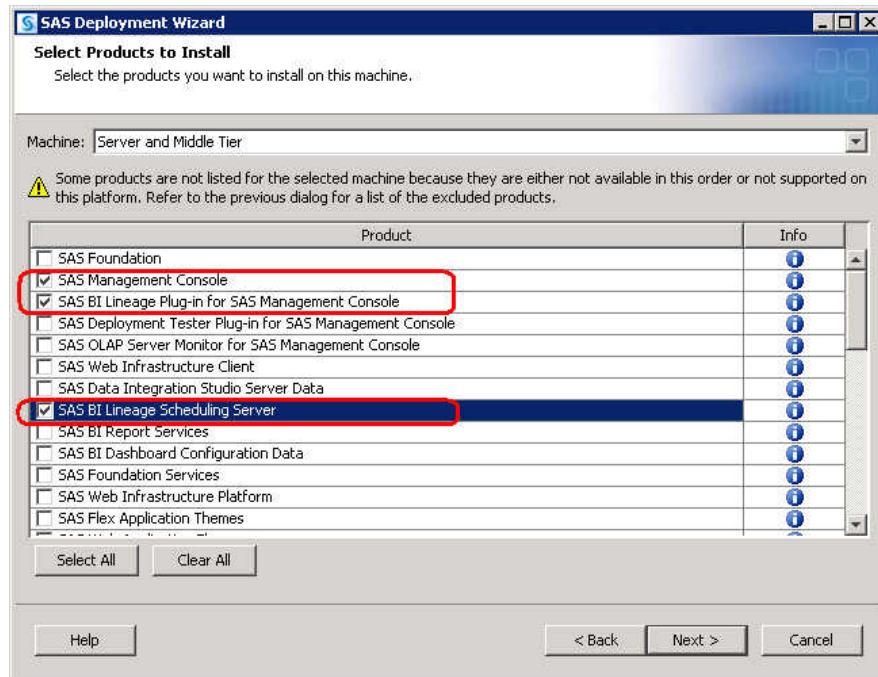 SAS Deployment Wizard
Select Products to Install
Select the products you want to install on this machine.
Machine: Server and Middle Tier
Some products are not listed for the selected machine because they are either not available in this order or not supported on
this platform. Refer to the previous dialog for a list of the excluded products.
Product Info
SAS Foundation
SAS Management Console
SAS BI Lineage Plug-in for SAS Management Console
SAS Deployment Tester Plug-in for SAS Management Console
SAS OLAP Server Monitor for SAS Management Console
SAS Web Infrastructure Client
SAS Data Integration Studio Server Data
SAS BI Lineage Scheduling Server
SAS BI Report Services
SAS BI Dashboard Configuration Data
SAS Foundation Services
SAS Web Infrastructure Platform
SAS Flex Application Themes
Select All Clear All
Help < Back Next > Cancel